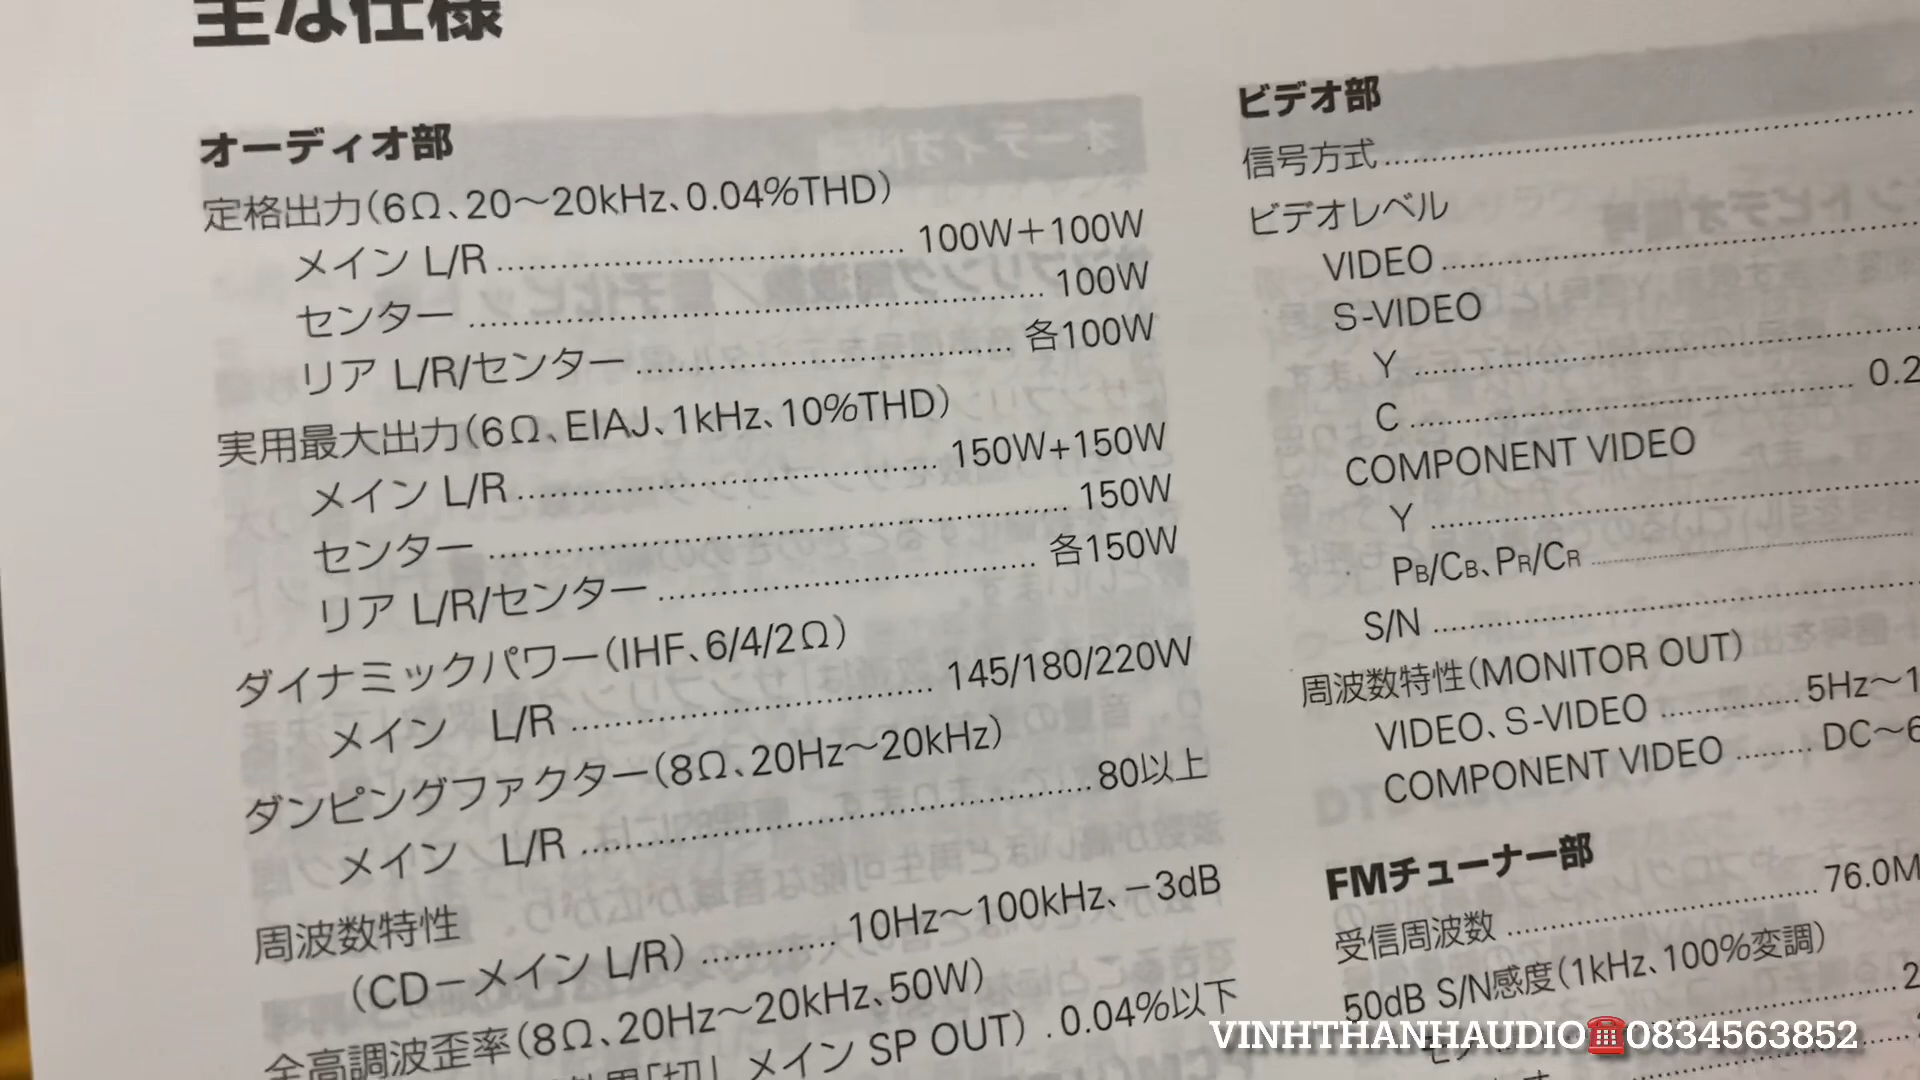 主な仕様
オーディオ部
定格出力(6Ω、20〜20kHz、0.04%THD)
メイン L/R 100W+100W
センター 100W
リア L/R/センター 各100W
実用最大出力(6Ω、EIAJ、1kHz、10%THD)
メイン L/R 150W+150W
センター 150W
リア L/R/センター 各150W
ダイナミックパワー(IHF、6/4/2Ω)
メイン L/R 145/180/220W
ダンピングファクター(8Ω、20Hz〜20kHz)
メイン L/R 80以上
周波数特性
(CD−メイン L/R) 10Hz〜100kHz、−3dB
全高調波歪率(8Ω、20Hz〜20kHz、50W)
「切」 メイン SP OUT) 0.04%以下
ビデオ部
信号方式
ビデオレベル
VIDEO
S-VIDEO
Y
C 0.2
COMPONENT VIDEO
Y
PB/CB、PR/CR
S/N
周波数特性(MONITOR OUT)
VIDEO、S-VIDEO 5Hz〜1
COMPONENT VIDEO DC〜6
FMチューナー部
受信周波数 76.0M
50dB S/N感度(1kHz、100%変調)
2
VINHTHANHAUDIO☎0834563852